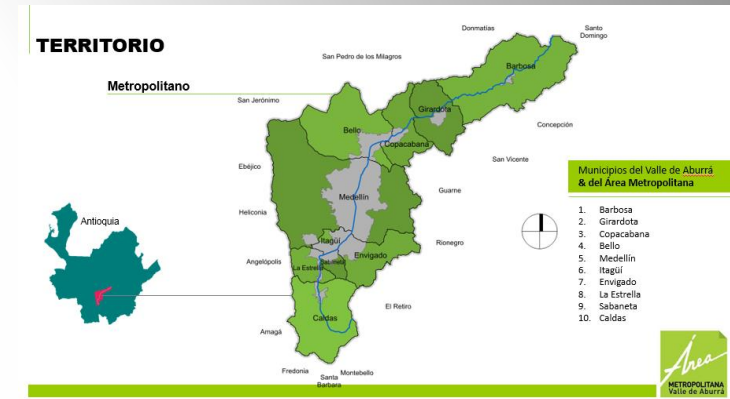 TERRITORIO
Metropolitano
Donmatías
Santo
Domingo
San Pedro de los Milagros
Barbosa
San Jerónimo
Girardota
Concepción
Bello
Copacabana
San Vicente
Ebéjico
Guarne
Medellín
Heliconia
Itagüí
Rionegro
Angelópolis
La Estrella
Sabaneta
Envigado
El Retiro
Caldas
Amagá
Fredonia
Santa
Barbara
Montebello
Antioquia
Municipios del Valle de Aburrá
& del Área Metropolitana
1. Barbosa
2. Girardota
3. Copacabana
4. Bello
5. Medellín
6. Itagüí
7. Envigado
8. La Estrella
9. Sabaneta
10. Caldas
Área
METROPOLITANA
Valle de Aburrá